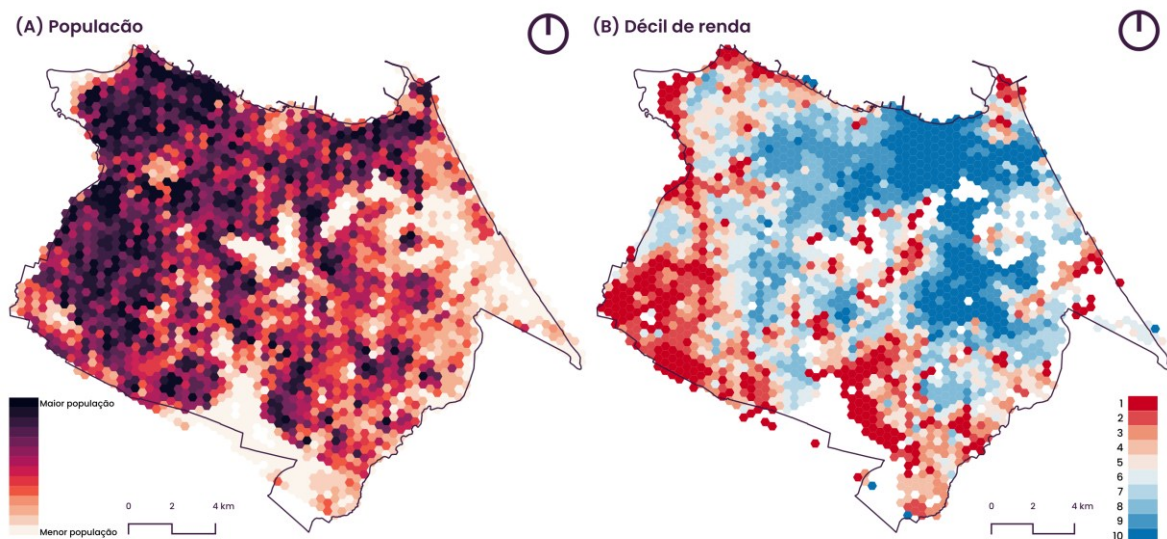 (A) Populacão
(B) Décil de renda
Maior população
Menor população
0 2 4 km
1
2
3
4
5
6
7
8
9
10
0 2 4 km